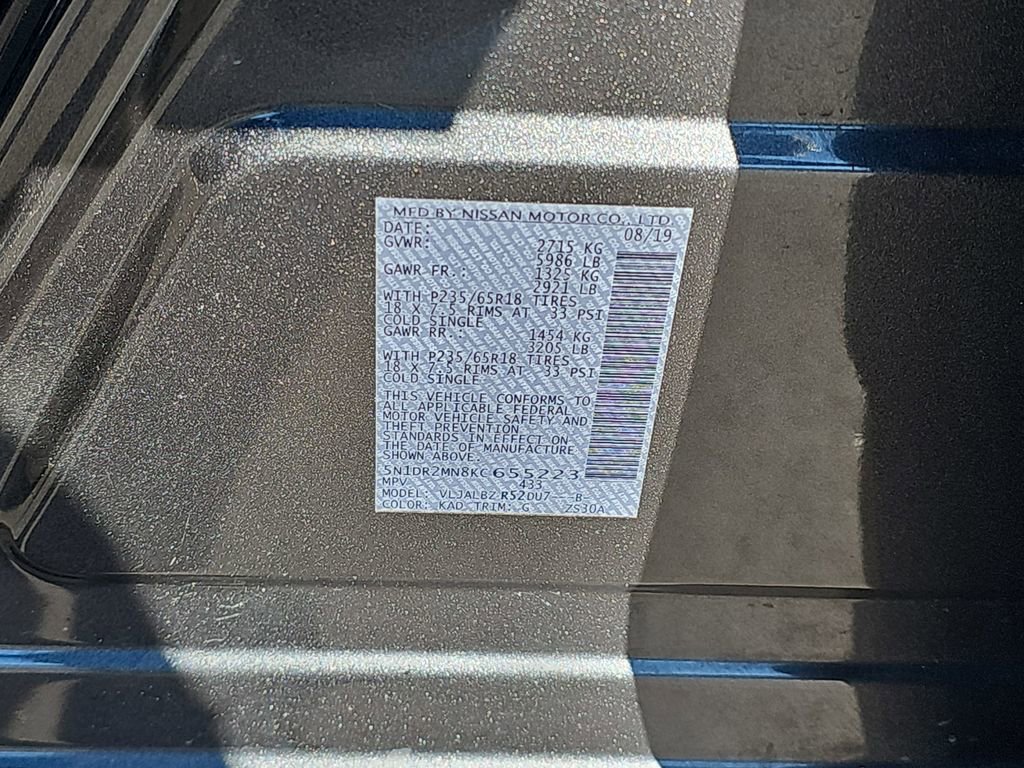 MFD BY NISSAN MOTOR CO., LTD.
DATE: 08/19
GVWR: 2715 KG
5986 LB
GAWR FR.: 1325 KG
2921 LB
WITH P235/65R18 TIRES
18 X 7.5 RIMS AT 33 PSI
COLD SINGLE
GAWR RR.: 1454 KG
3205 LB
WITH P235/65R18 TIRES
18 X 7.5 RIMS AT 33 PSI
COLD SINGLE
THIS VEHICLE CONFORMS TO
ALL APPLICABLE FEDERAL
MOTOR VEHICLE SAFETY AND
THEFT PREVENTION
STANDARDS IN EFFECT ON
THE DATE OF MANUFACTURE
SHOWN ABOVE.
5N1DR2MN8KC655223
MPV 433
MODEL: VLJALBZ R52DU7---B-
COLOR: KAD TRIM: G ZS30A